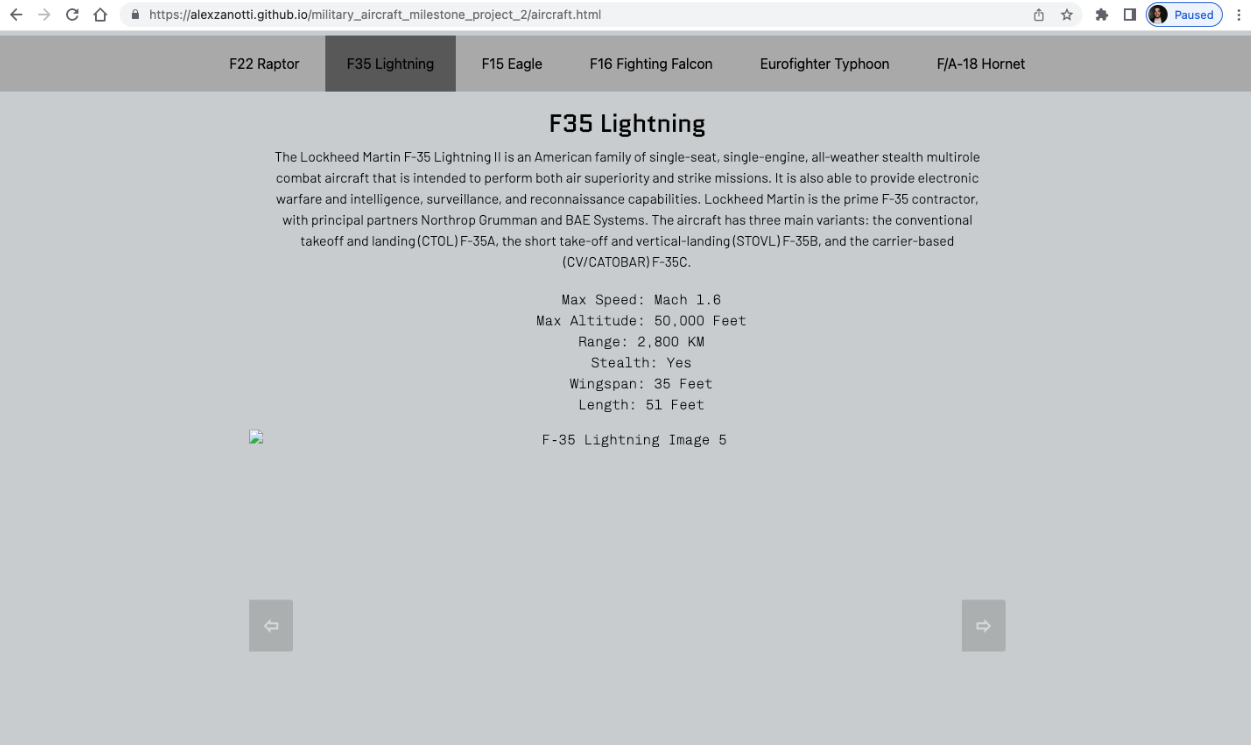 https://alexzanotti.github.io/military_aircraft_milestone_project_2/aircraft.html
Paused
F22 Raptor F35 Lightning F15 Eagle F16 Fighting Falcon Eurofighter Typhoon F/A-18 Hornet
F35 Lightning
The Lockheed Martin F-35 Lightning II is an American family of single-seat, single-engine, all-weather stealth multirole
combat aircraft that is intended to perform both air superiority and strike missions. It is also able to provide electronic
warfare and intelligence, surveillance, and reconnaissance capabilities. Lockheed Martin is the prime F-35 contractor,
with principal partners Northrop Grumman and BAE Systems. The aircraft has three main variants: the conventional
takeoff and landing (CTOL) F-35A, the short take-off and vertical-landing (STOVL) F-35B, and the carrier-based
(CV/CATOBAR) F-35C.
Max Speed: Mach 1.6
Max Altitude: 50,000 Feet
Range: 2,800 KM
Stealth: Yes
Wingspan: 35 Feet
Length: 51 Feet
F-35 Lightning Image 5